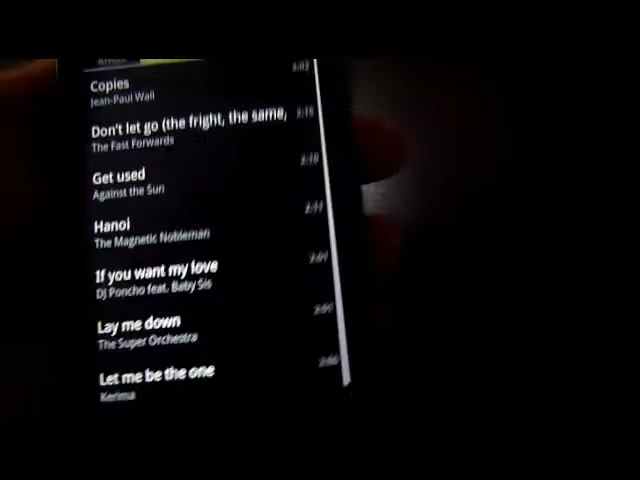 Copies
Jean-Paul Wall
Don't let go (the fright, the same,
The Fast Forwards
Get used
Against the Sun
Hanoi
The Magnetic Nobleman
If you want my love
DJ Poncho feat. Baby Sis
Lay me down
The Super Orchestra
Let me be the one
Kerima